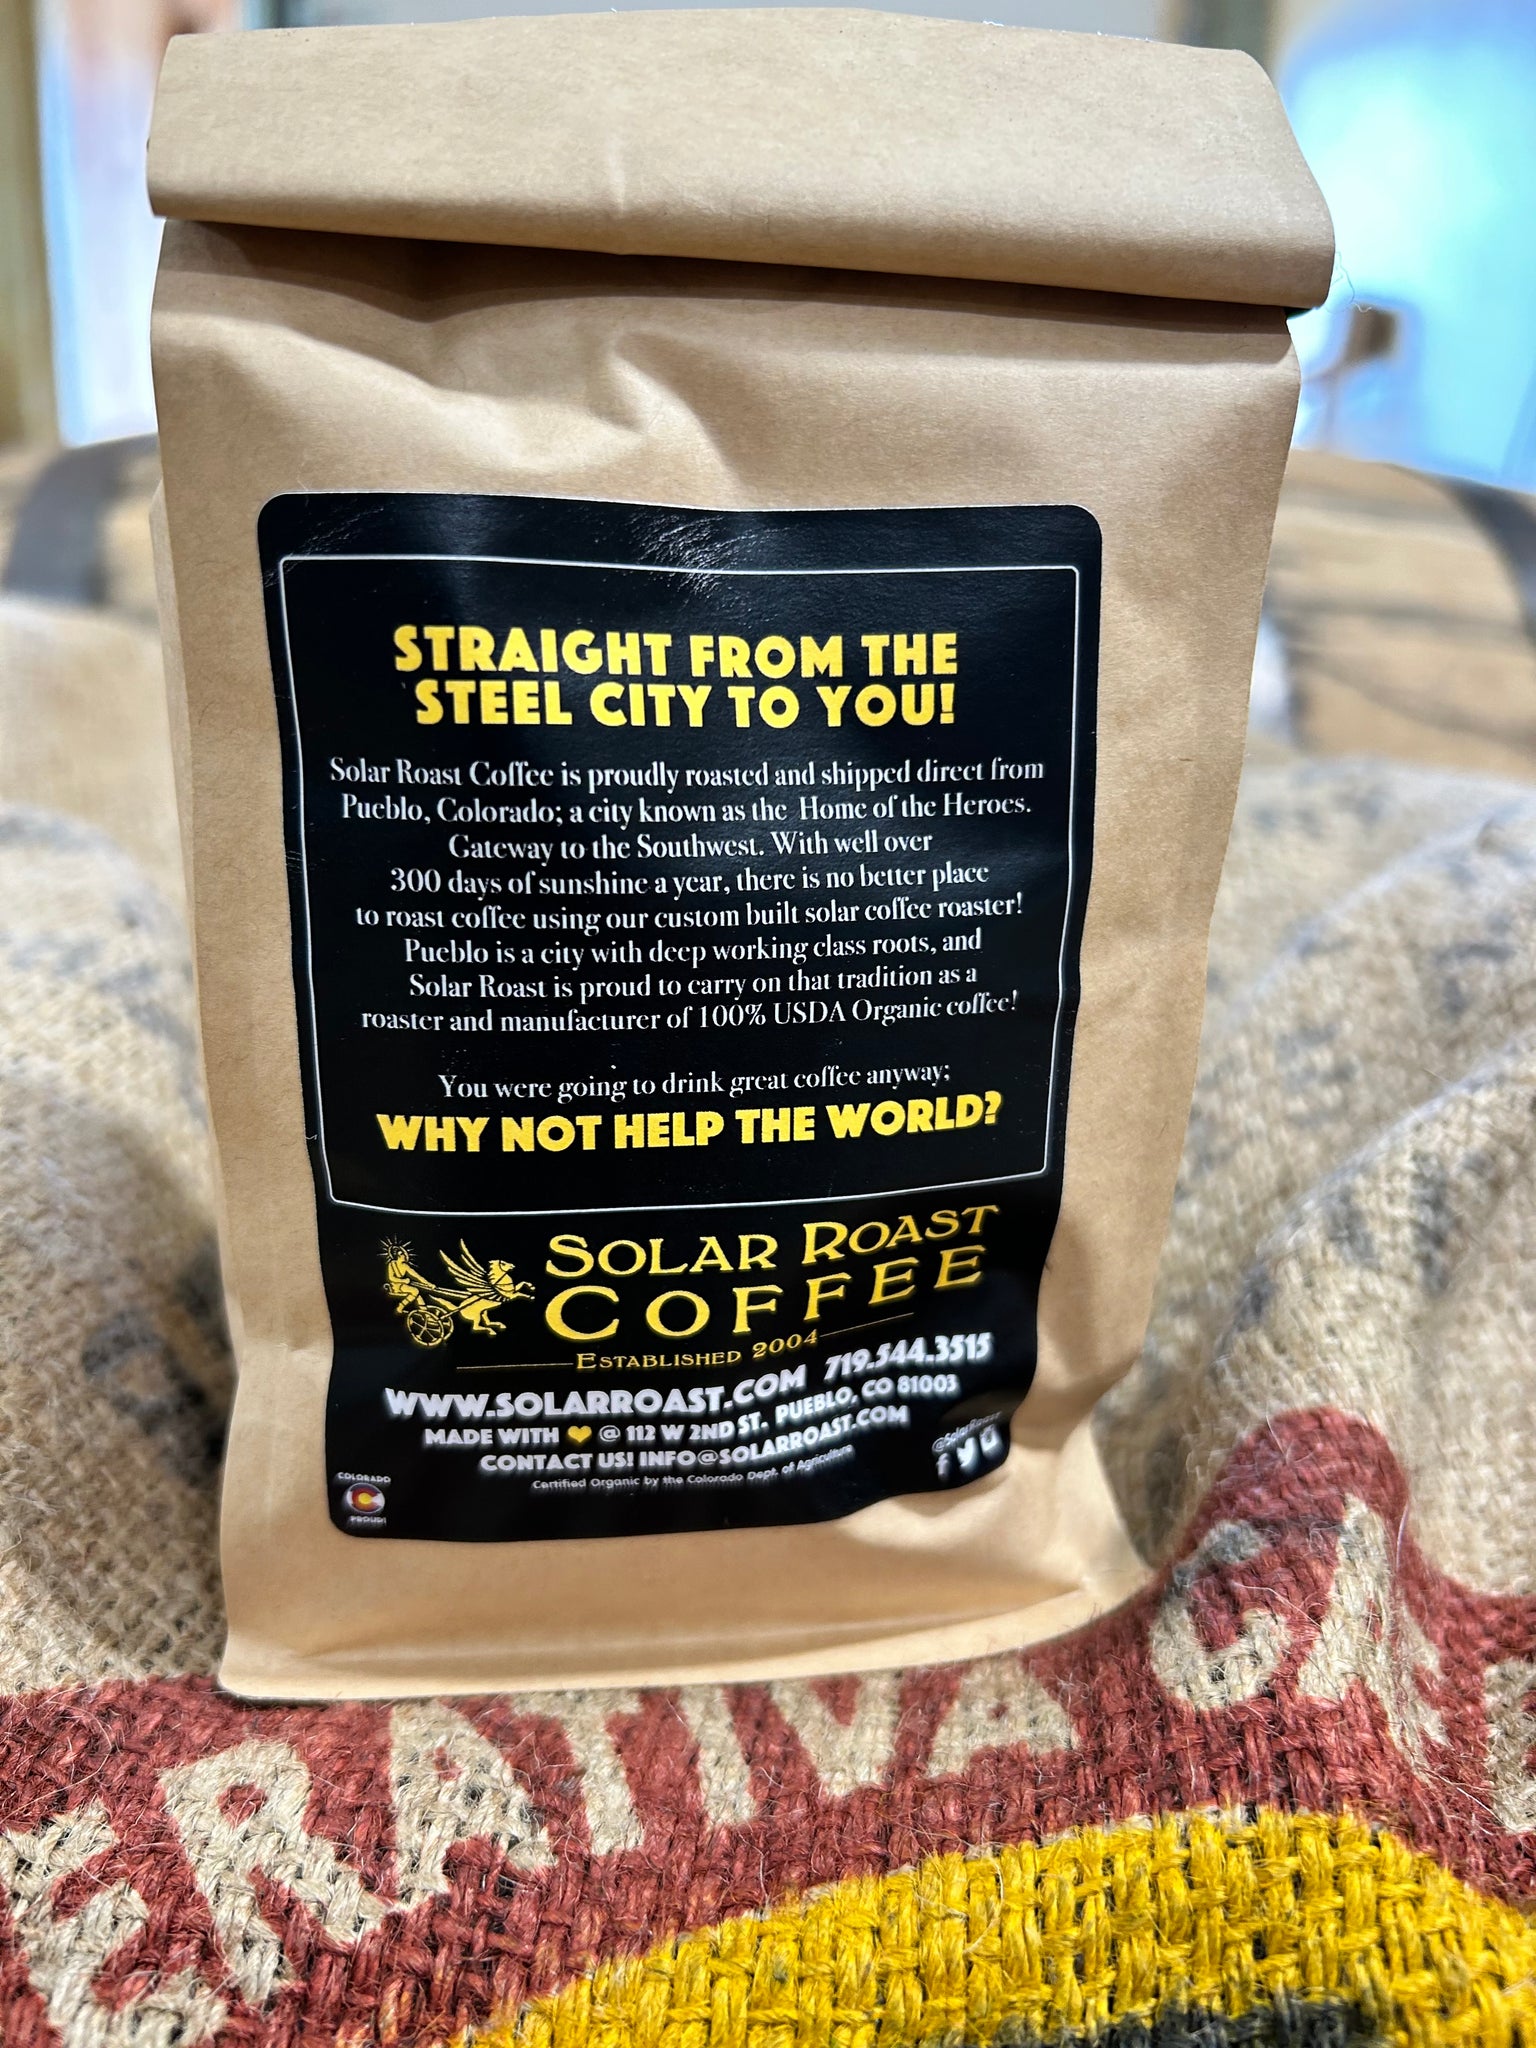 STRAIGHT FROM THE
STEEL CITY TO YOU!
Solar Roast Coffee is proudly roasted and shipped direct from
Pueblo, Colorado; a city known as the Home of the Heroes.
Gateway to the Southwest. With well over
300 days of sunshine a year, there is no better place
to roast coffee using our custom built solar coffee roaster!
Pueblo is a city with deep working class roots, and
Solar Roast is proud to carry on that tradition as a
roaster and manufacturer of 100% USDA Organic coffee!
You were going to drink great coffee anyway;
WHY NOT HELP THE WORLD?
SOLAR ROAST
COFFEE
ESTABLISHED 2004
WWW.SOLARROAST.COM 719.544.3515
MADE WITH @ 112 W 2ND ST. PUEBLO, CO 81003
CONTACT US! INFO@SOLARROAST.COM
Certified Organic by the Colorado Dept. of Agriculture
@SolarRoast
COLORADO
PROUD!
ERATIVA CA